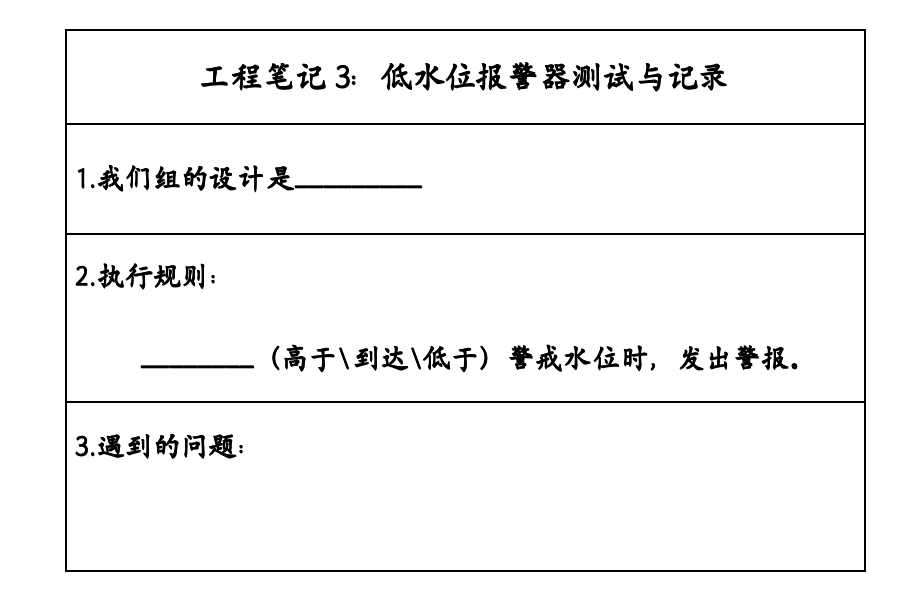 工程笔记 3：低水位报警器测试与记录
1.我们组的设计是_________
2.执行规则：
________（高于\到达\低于）警戒水位时，发出警报。
3.遇到的问题：